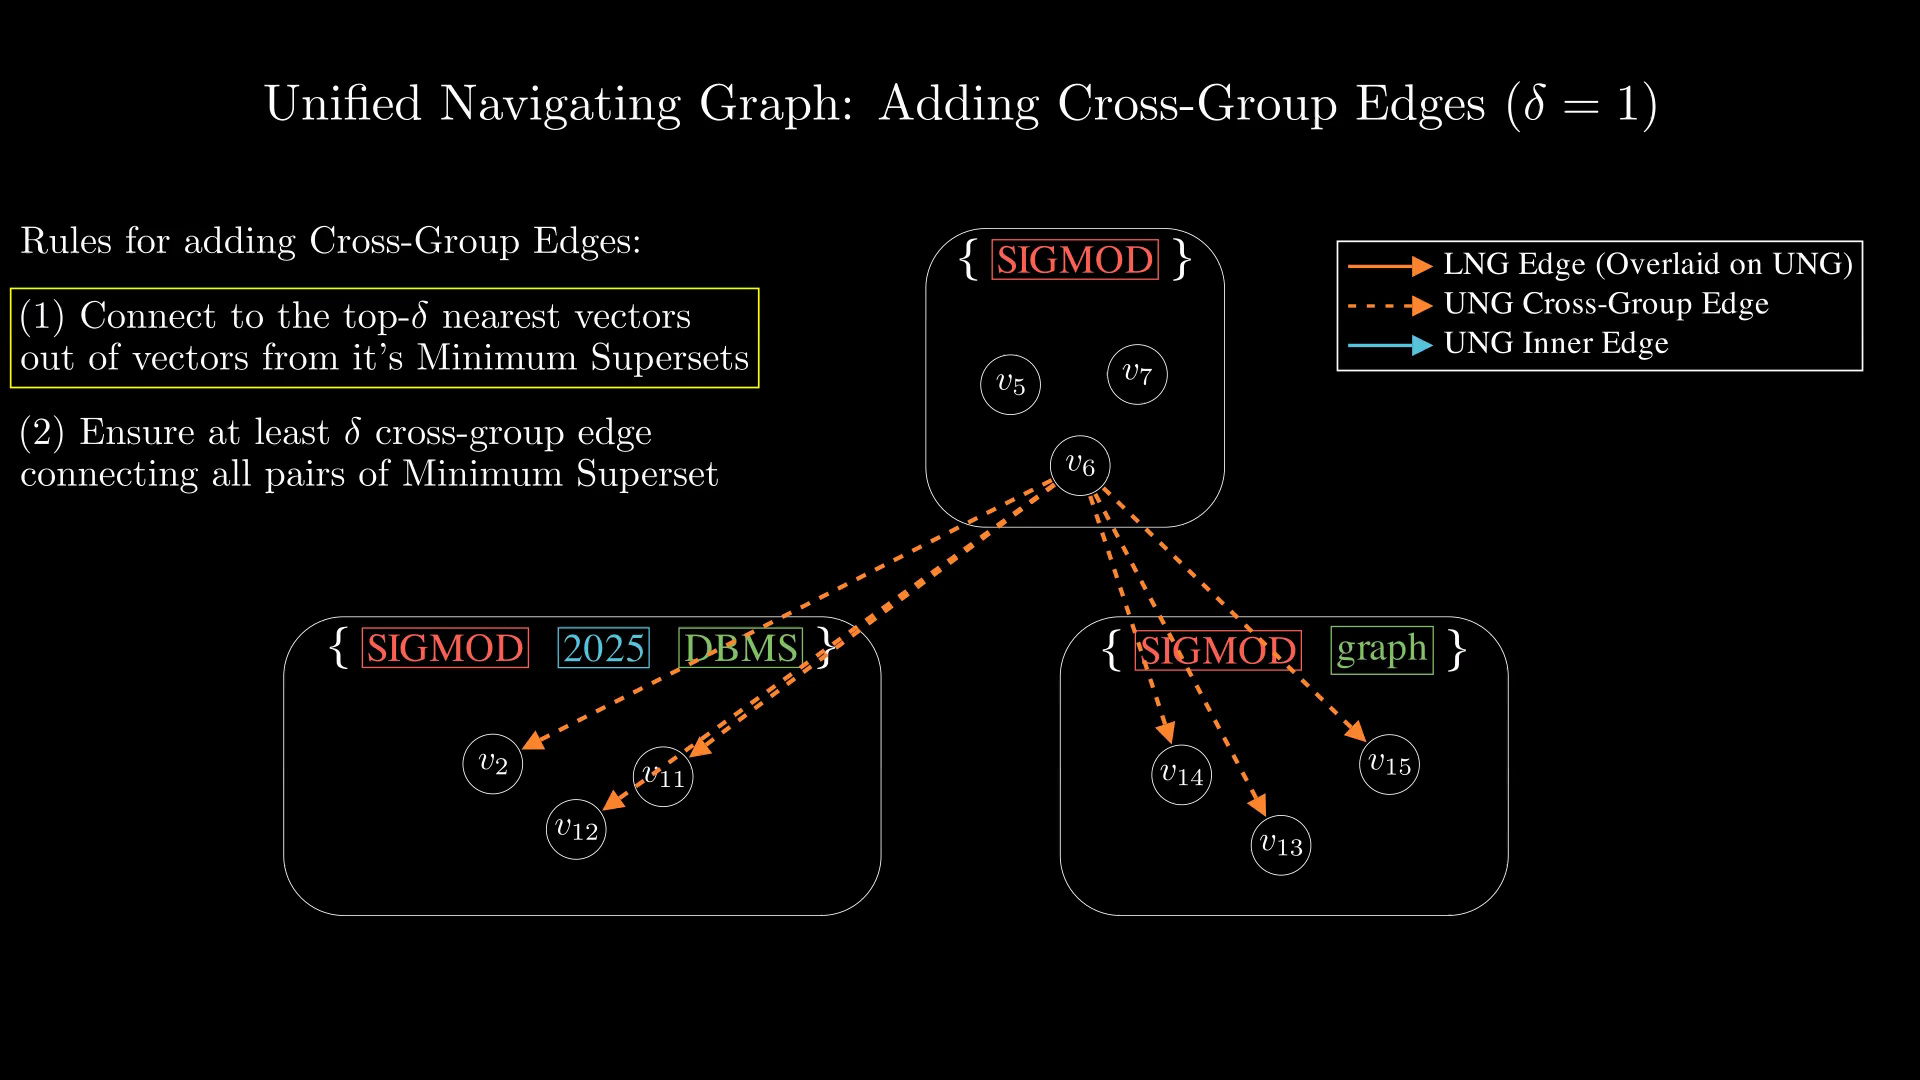 Unified Navigating Graph: Adding Cross-Group Edges (δ = 1)
Rules for adding Cross-Group Edges:
(1) Connect to the top-δ nearest vectors
out of vectors from it's Minimum Supersets
(2) Ensure at least δ cross-group edge
connecting all pairs of Minimum Superset
{ SIGMOD }
v5
v7
v6
LNG Edge (Overlaid on UNG)
UNG Cross-Group Edge
UNG Inner Edge
{ SIGMOD 2025 DBMS }
v2
v11
v12
{ SIGMOD graph }
v14
v15
v13